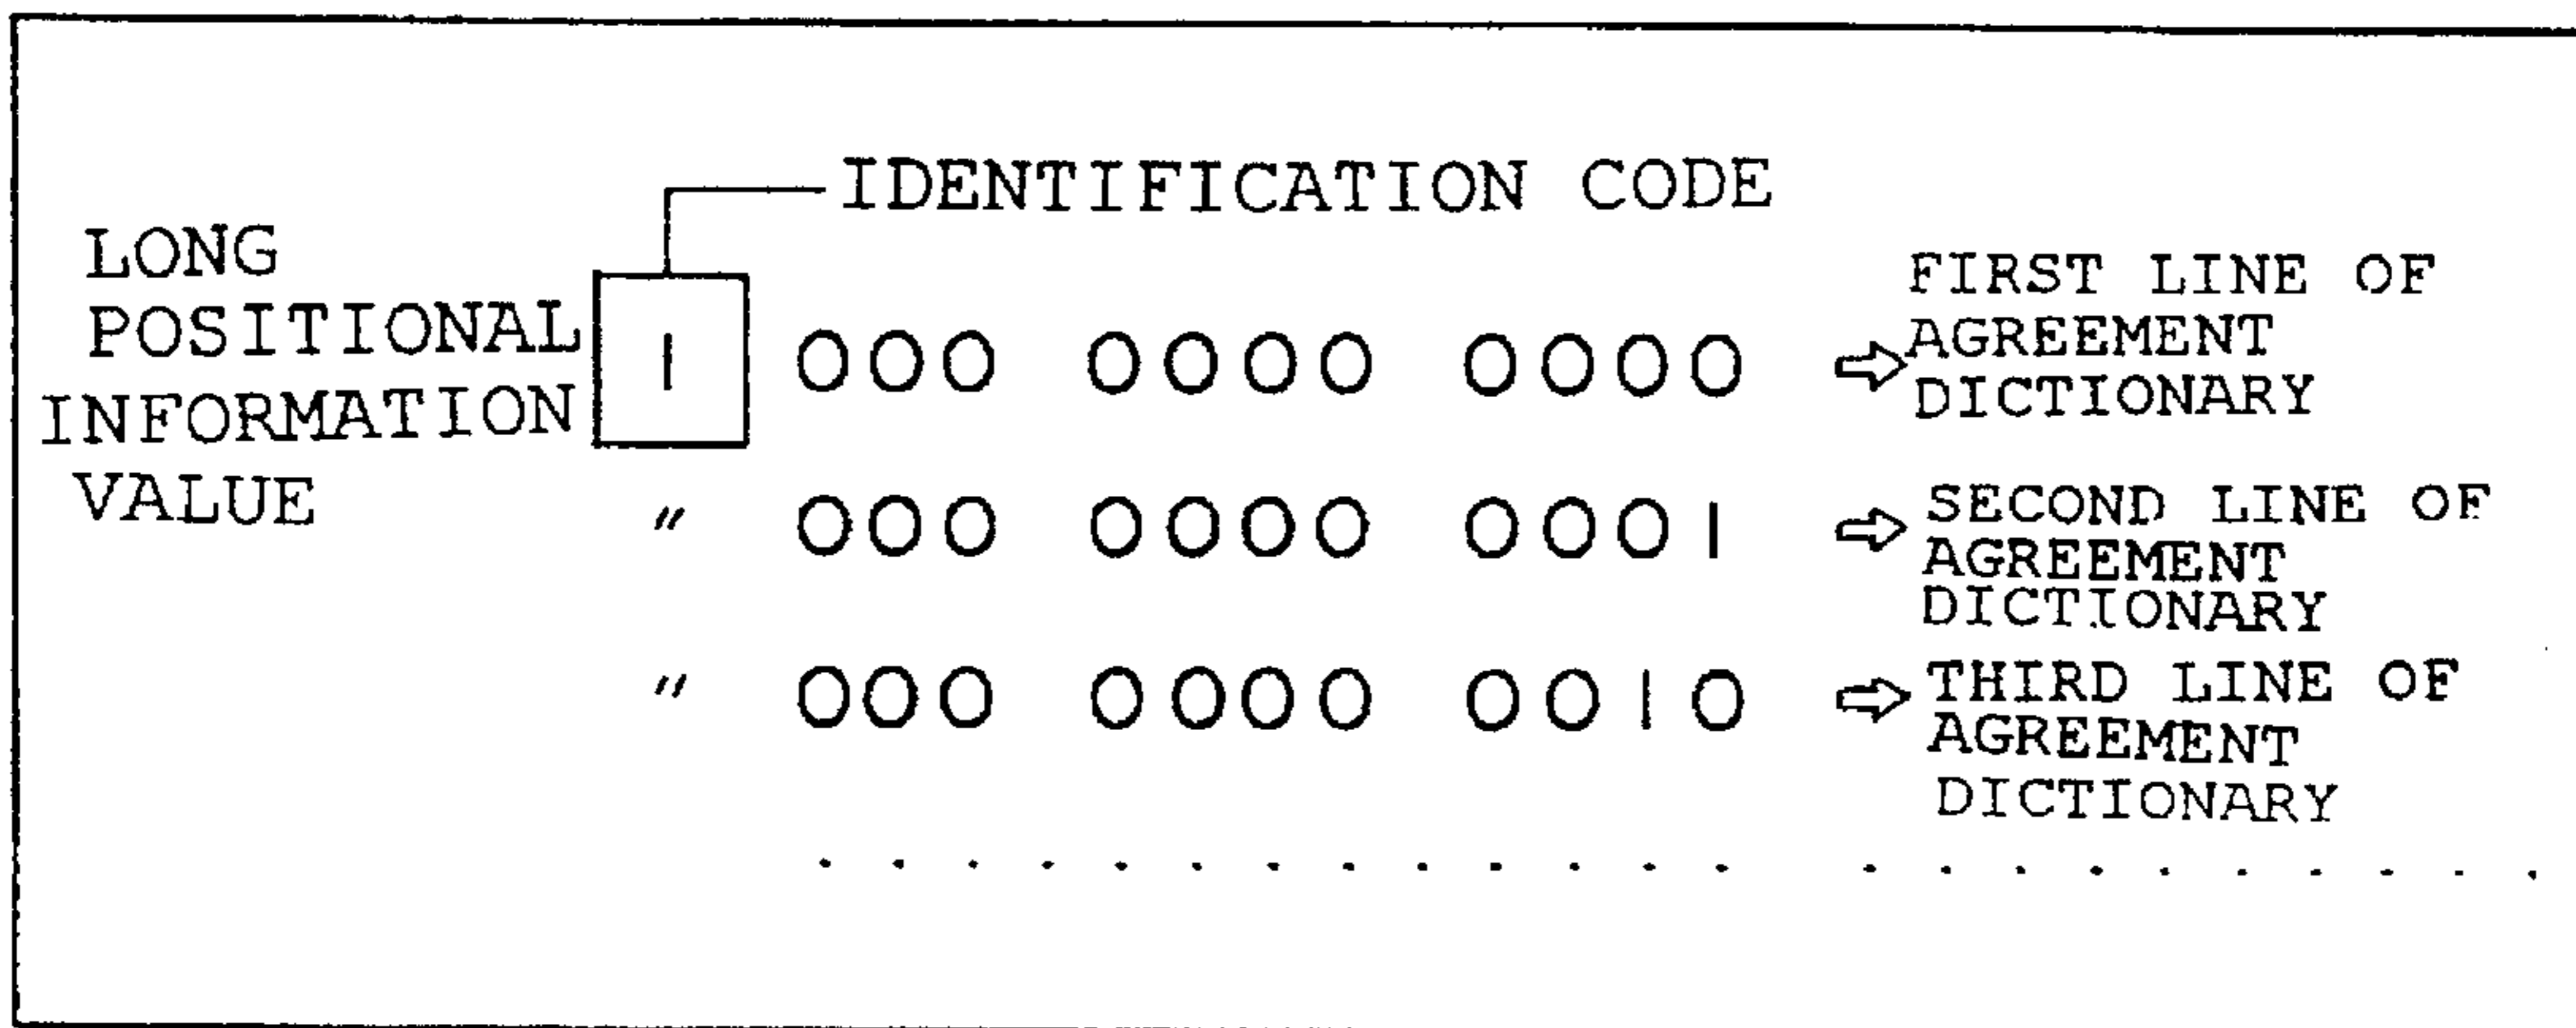 IDENTIFICATION CODE
LONG
POSITIONAL
INFORMATION
VALUE
1 000 0000 0000 ⇨ FIRST LINE OF
AGREEMENT
DICTIONARY
〃 000 0000 0001 ⇨ SECOND LINE OF
AGREEMENT
DICTIONARY
〃 000 0000 0010 ⇨ THIRD LINE OF
AGREEMENT
DICTIONARY
. . . . . . . . . . . . . . . . . . . . . . .